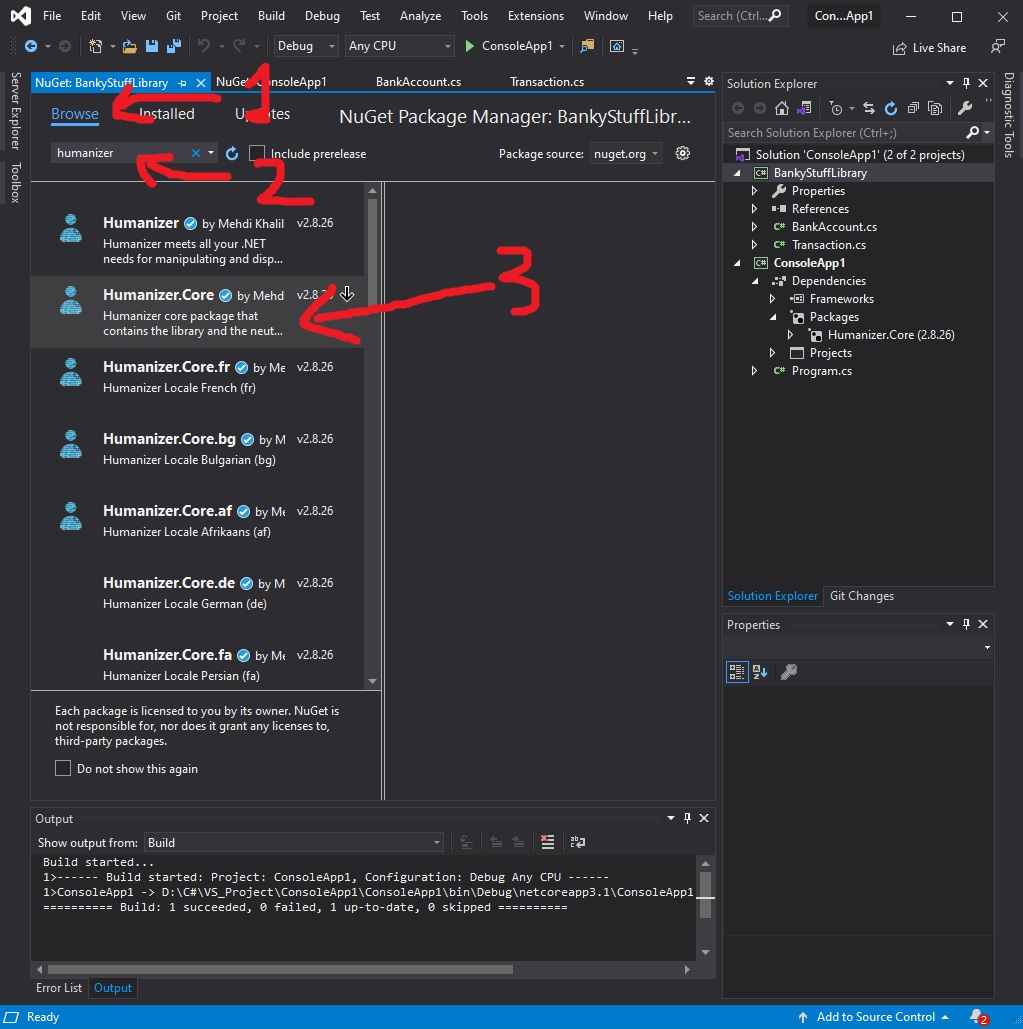 File Edit View Git Project Build Debug Test Analyze Tools Extensions Window Help Search (Ctrl... Con...App1
Debug Any CPU ConsoleApp1 Live Share
Server Explorer
Toolbox
NuGet: BankyStuffLibrary NuGet: ConsoleApp1 BankAccount.cs Transaction.cs
1
Browse Installed Updates NuGet Package Manager: BankyStuffLibr...
humanizer Include prerelease Package source: nuget.org
2
Humanizer by Mehdi Khalil v2.8.26
Humanizer meets all your .NET
needs for manipulating and disp...
3
Humanizer.Core by Mehd v2.8.26
Humanizer core package that
contains the library and the neut...
Humanizer.Core.fr by Me v2.8.26
Humanizer Locale French (fr)
Humanizer.Core.bg by M v2.8.26
Humanizer Locale Bulgarian (bg)
Humanizer.Core.af by Me v2.8.26
Humanizer Locale Afrikaans (af)
Humanizer.Core.de by M v2.8.26
Humanizer Locale German (de)
Humanizer.Core.fa by Me v2.8.26
Humanizer Locale Persian (fa)
Each package is licensed to you by its owner. NuGet is
not responsible for, nor does it grant any licenses to,
third-party packages.
Do not show this again
Solution Explorer
Search Solution Explorer (Ctrl+;)
Solution 'ConsoleApp1' (2 of 2 projects)
C# BankyStuffLibrary
Properties
References
C# BankAccount.cs
C# Transaction.cs
C# ConsoleApp1
Dependencies
Frameworks
Packages
Humanizer.Core (2.8.26)
Projects
C# Program.cs
Solution Explorer Git Changes
Properties
Diagnostic Tools
Output
Show output from: Build
Build started...
1>------ Build started: Project: ConsoleApp1, Configuration: Debug Any CPU ------
1>ConsoleApp1 -> D:\C#\VS_Project\ConsoleApp1\ConsoleApp1\bin\Debug\netcoreapp3.1\ConsoleApp1
========== Build: 1 succeeded, 0 failed, 1 up-to-date, 0 skipped ==========
Error List Output
Ready Add to Source Control 2